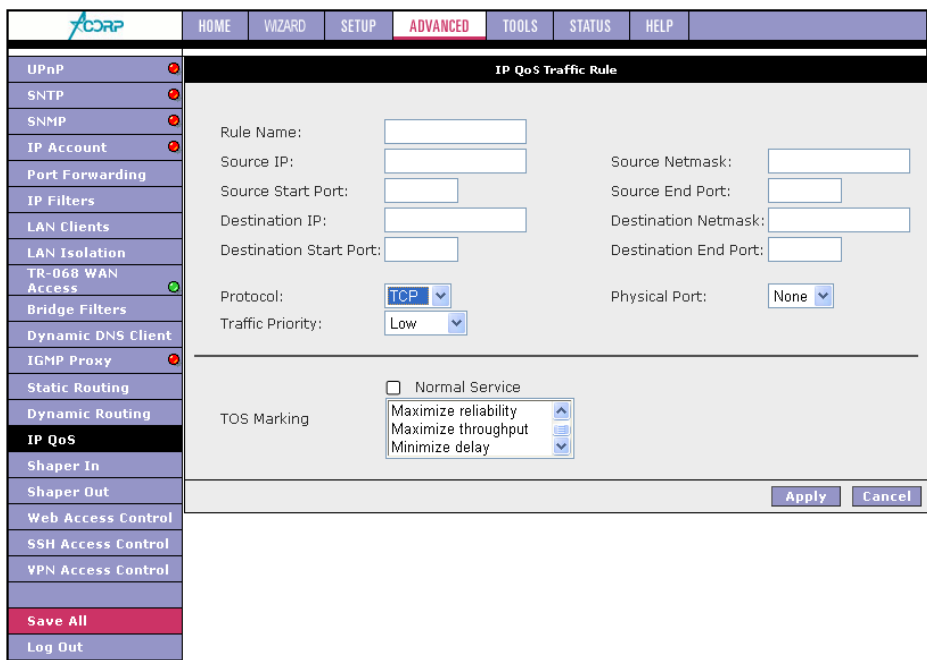 ACORP
HOME WIZARD SETUP ADVANCED TOOLS STATUS HELP
UPnP
SNTP
SNMP
IP Account
Port Forwarding
IP Filters
LAN Clients
LAN Isolation
TR-068 WAN
Access
Bridge Filters
Dynamic DNS Client
IGMP Proxy
Static Routing
Dynamic Routing
IP QoS
Shaper In
Shaper Out
Web Access Control
SSH Access Control
VPN Access Control
Save All
Log Out
IP QoS Traffic Rule
Rule Name:
Source IP: Source Netmask:
Source Start Port: Source End Port:
Destination IP: Destination Netmask:
Destination Start Port: Destination End Port:
Protocol: TCP Physical Port: None
Traffic Priority: Low
Normal Service
TOS Marking
Maximize reliability
Maximize throughput
Minimize delay
Apply Cancel